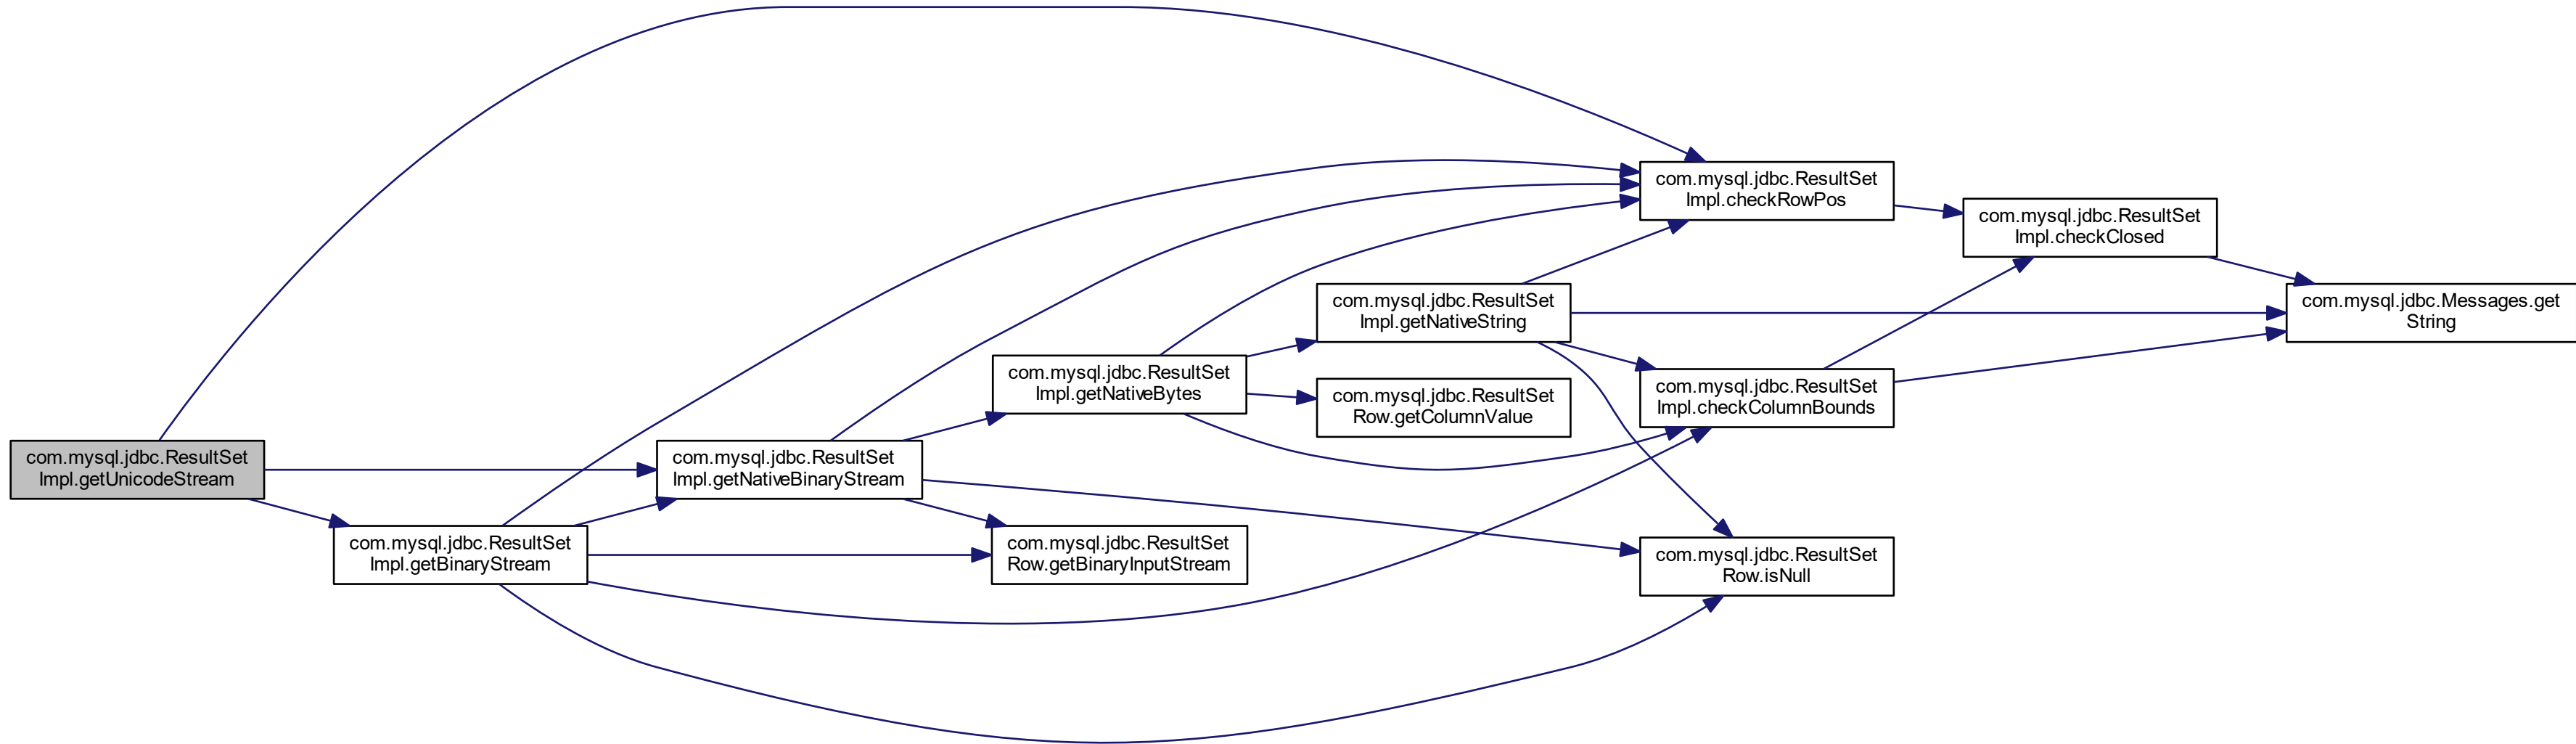 com.mysql.jdbc.ResultSet
Impl.getUnicodeStream
com.mysql.jdbc.ResultSet
Impl.getBinaryStream
com.mysql.jdbc.ResultSet
Impl.getNativeBinaryStream
com.mysql.jdbc.ResultSet
Impl.getNativeBytes
com.mysql.jdbc.ResultSet
Row.getBinaryInputStream
com.mysql.jdbc.ResultSet
Impl.getNativeString
com.mysql.jdbc.ResultSet
Row.getColumnValue
com.mysql.jdbc.ResultSet
Impl.checkRowPos
com.mysql.jdbc.ResultSet
Impl.checkColumnBounds
com.mysql.jdbc.ResultSet
Row.isNull
com.mysql.jdbc.ResultSet
Impl.checkClosed
com.mysql.jdbc.Messages.get
String